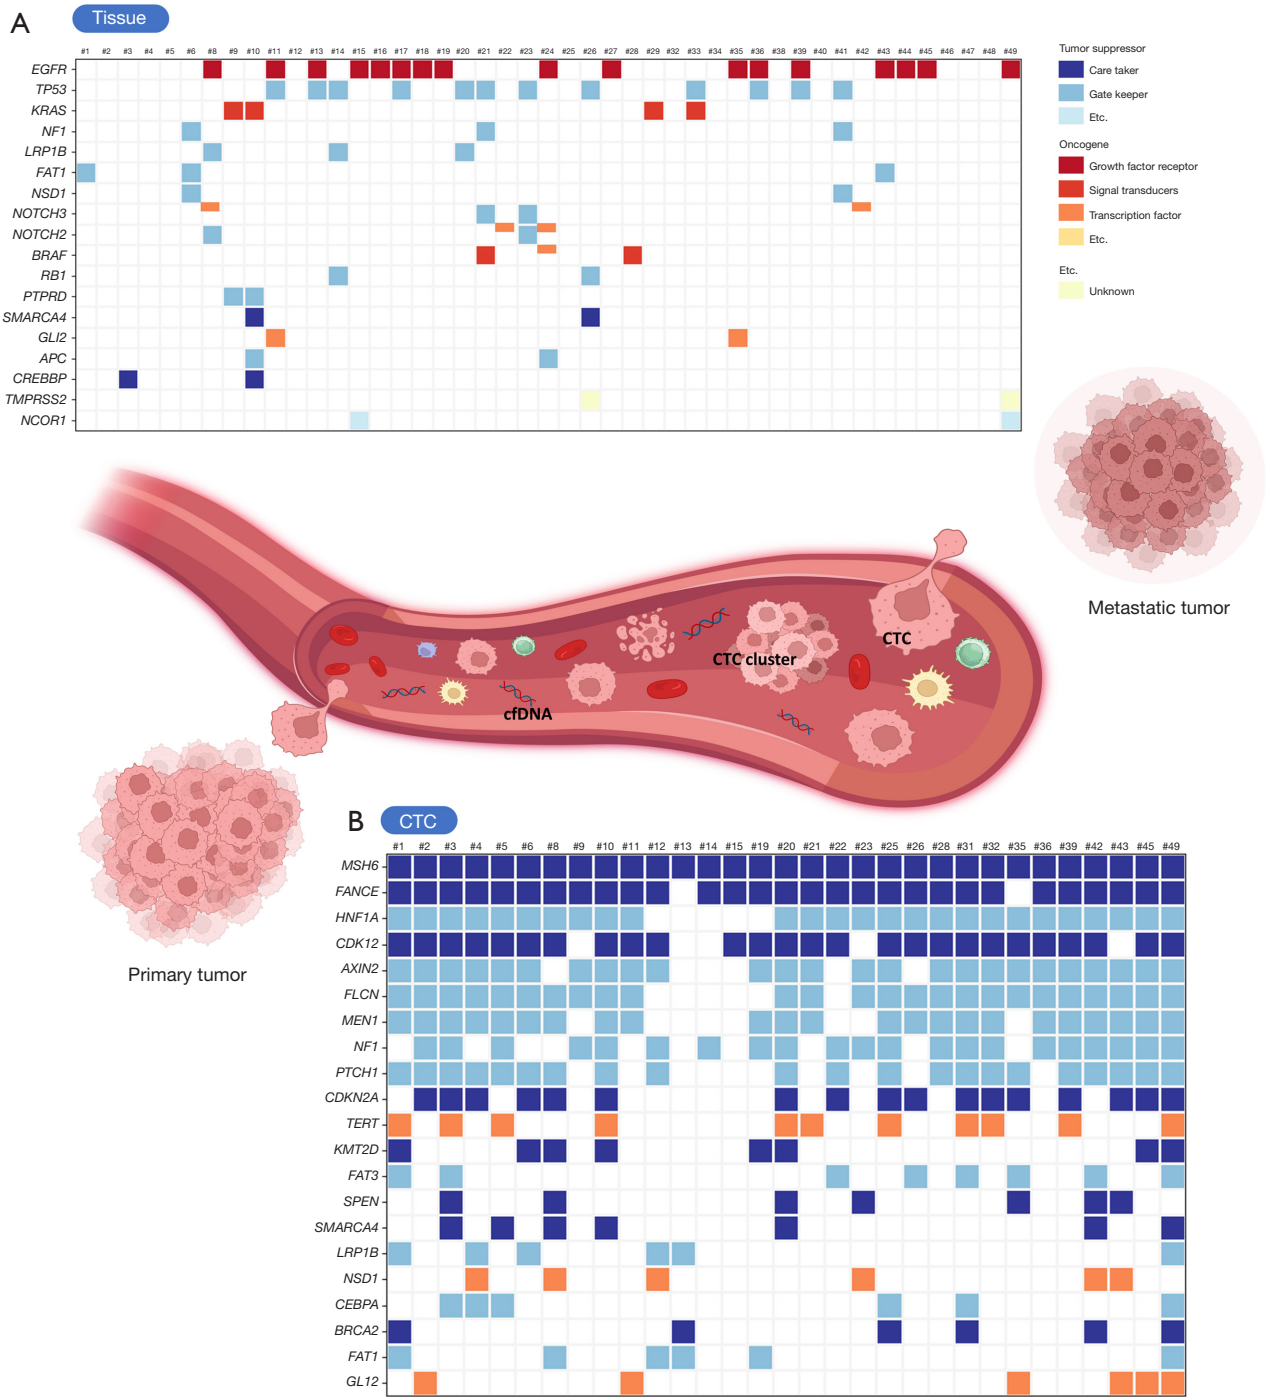 A
Tissue
#1 #2 #3 #4 #5 #6 #8 #9 #10 #11 #12 #13 #14 #15 #16 #17 #18 #19 #20 #21 #22 #23 #24 #25 #26 #27 #28 #29 #32 #33 #34 #35 #36 #38 #39 #40 #41 #42 #43 #44 #45 #46 #47 #48 #49
EGFR
TP53
KRAS
NF1
LRP1B
FAT1
NSD1
NOTCH3
NOTCH2
BRAF
RB1
PTPRD
SMARCA4
GLI2
APC
CREBBP
TMPRSS2
NCOR1
Tumor suppressor
Care taker
Gate keeper
Etc.
Oncogene
Growth factor receptor
Signal transducers
Transcription factor
Etc.
Etc.
Unknown
Metastatic tumor
CTC
CTC cluster
cfDNA
Primary tumor
B
CTC
#1 #2 #3 #4 #5 #6 #8 #9 #10 #11 #12 #13 #14 #15 #19 #20 #21 #22 #23 #25 #26 #28 #31 #32 #35 #36 #39 #42 #43 #45 #49
MSH6
FANCE
HNF1A
CDK12
AXIN2
FLCN
MEN1
NF1
PTCH1
CDKN2A
TERT
KMT2D
FAT3
SPEN
SMARCA4
LRP1B
NSD1
CEBPA
BRCA2
FAT1
GL12